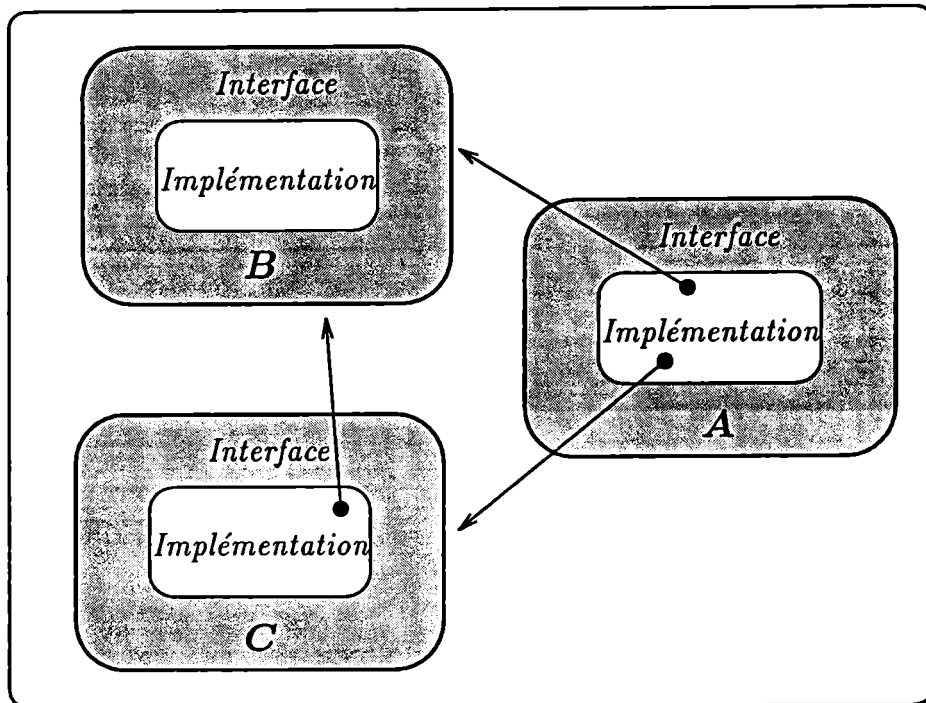 Interface
Implémentation
B
Interface
Implémentation
A
Interface
Implémentation
C